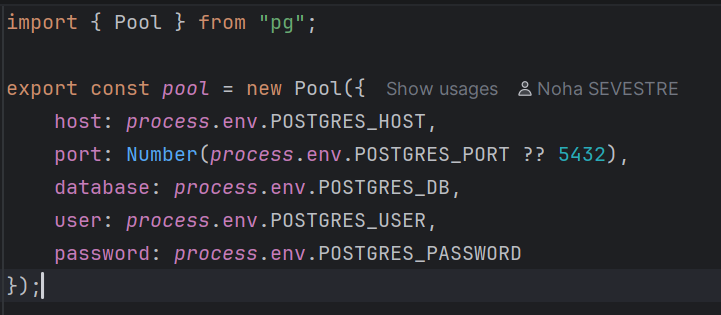 import { Pool } from "pg";
export const pool = new Pool({ Show usages Noha SEVESTRE
host: process.env.POSTGRES_HOST,
port: Number(process.env.POSTGRES_PORT ?? 5432),
database: process.env.POSTGRES_DB,
user: process.env.POSTGRES_USER,
password: process.env.POSTGRES_PASSWORD
});